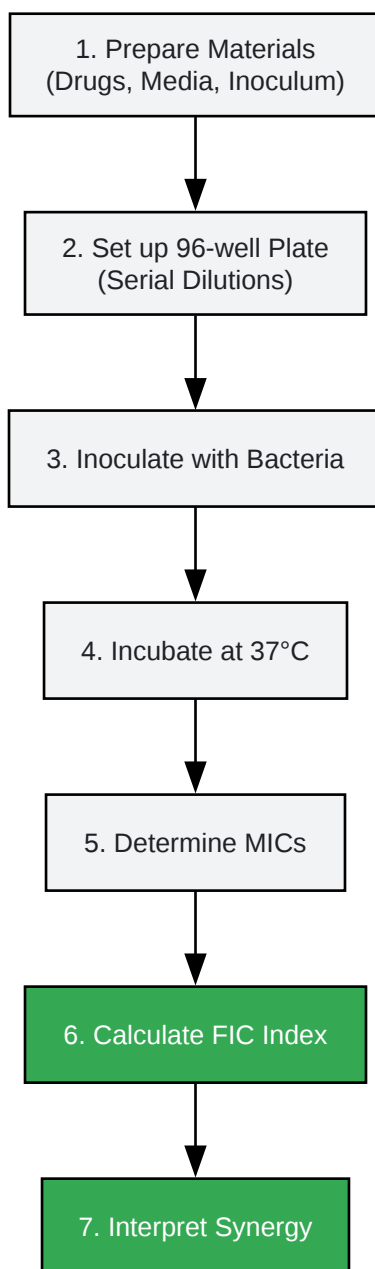 1. Prepare Materials
(Drugs, Media, Inoculum)
2. Set up 96-well Plate
(Serial Dilutions)
3. Inoculate with Bacteria
4. Incubate at 37°C
5. Determine MICs
6. Calculate FIC Index
7. Interpret Synergy